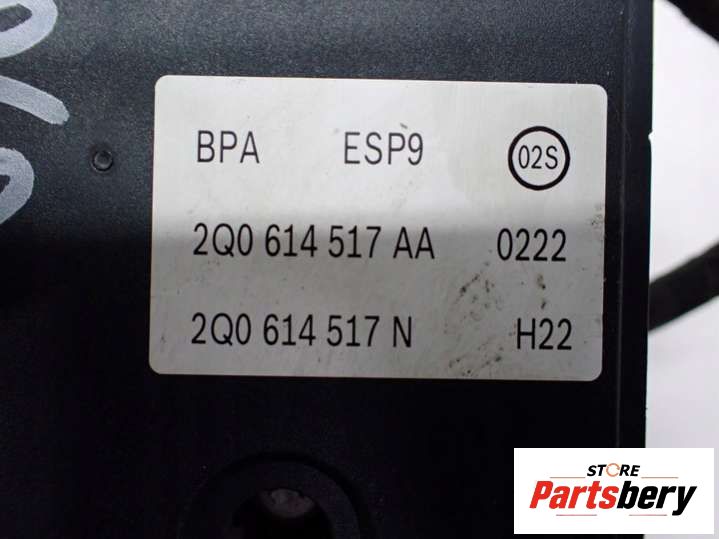 BPA ESP9 02S
2Q0 614 517 AA 0222
2Q0 614 517 N H22
STORE
Partsbery